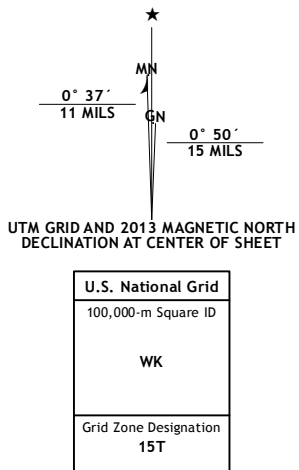 ★
MN
0° 37´
11 MILS
GN
0° 50´
15 MILS
UTM GRID AND 2013 MAGNETIC NORTH
DECLINATION AT CENTER OF SHEET
U.S. National Grid
100,000-m Square ID
WK
Grid Zone Designation
15T